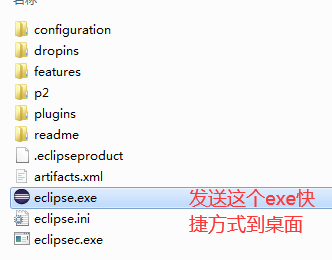 名称
configuration
dropins
features
p2
plugins
readme
.eclipseproduct
artifacts.xml
eclipse.exe
发送这个exe快
捷方式到桌面
eclipse.ini
eclipsec.exe